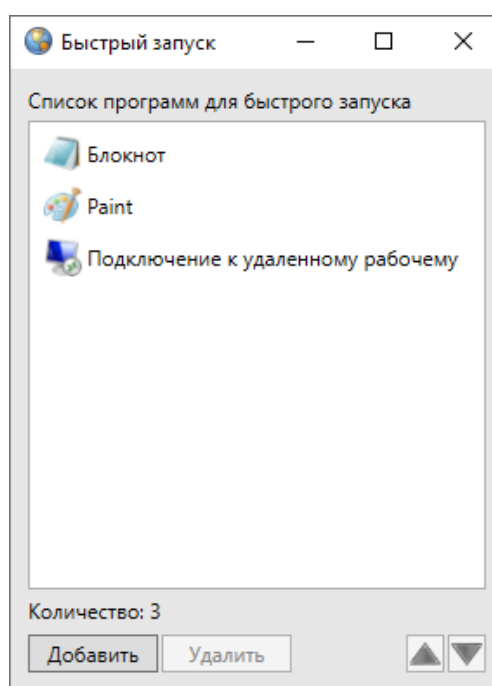 Быстрый запуск
Список программ для быстрого запуска
Блокнот
Paint
Подключение к удаленному рабочему
Количество: 3
Добавить Удалить